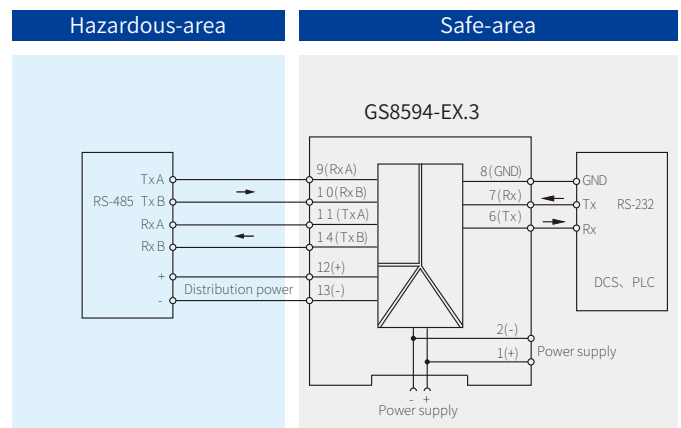 Hazardous-area
Safe-area
GS8594-EX.3
TxA
RS-485 TxB
RxA
RxB
+
-
Distribution power
9(RxA)
10(RxB)
11(TxA)
14(TxB)
12(+)
13(-)
8(GND)
7(Rx)
6(Tx)
GND
Tx RS-232
Rx
DCS、PLC
2(-)
1(+)
Power supply
- +
Power supply